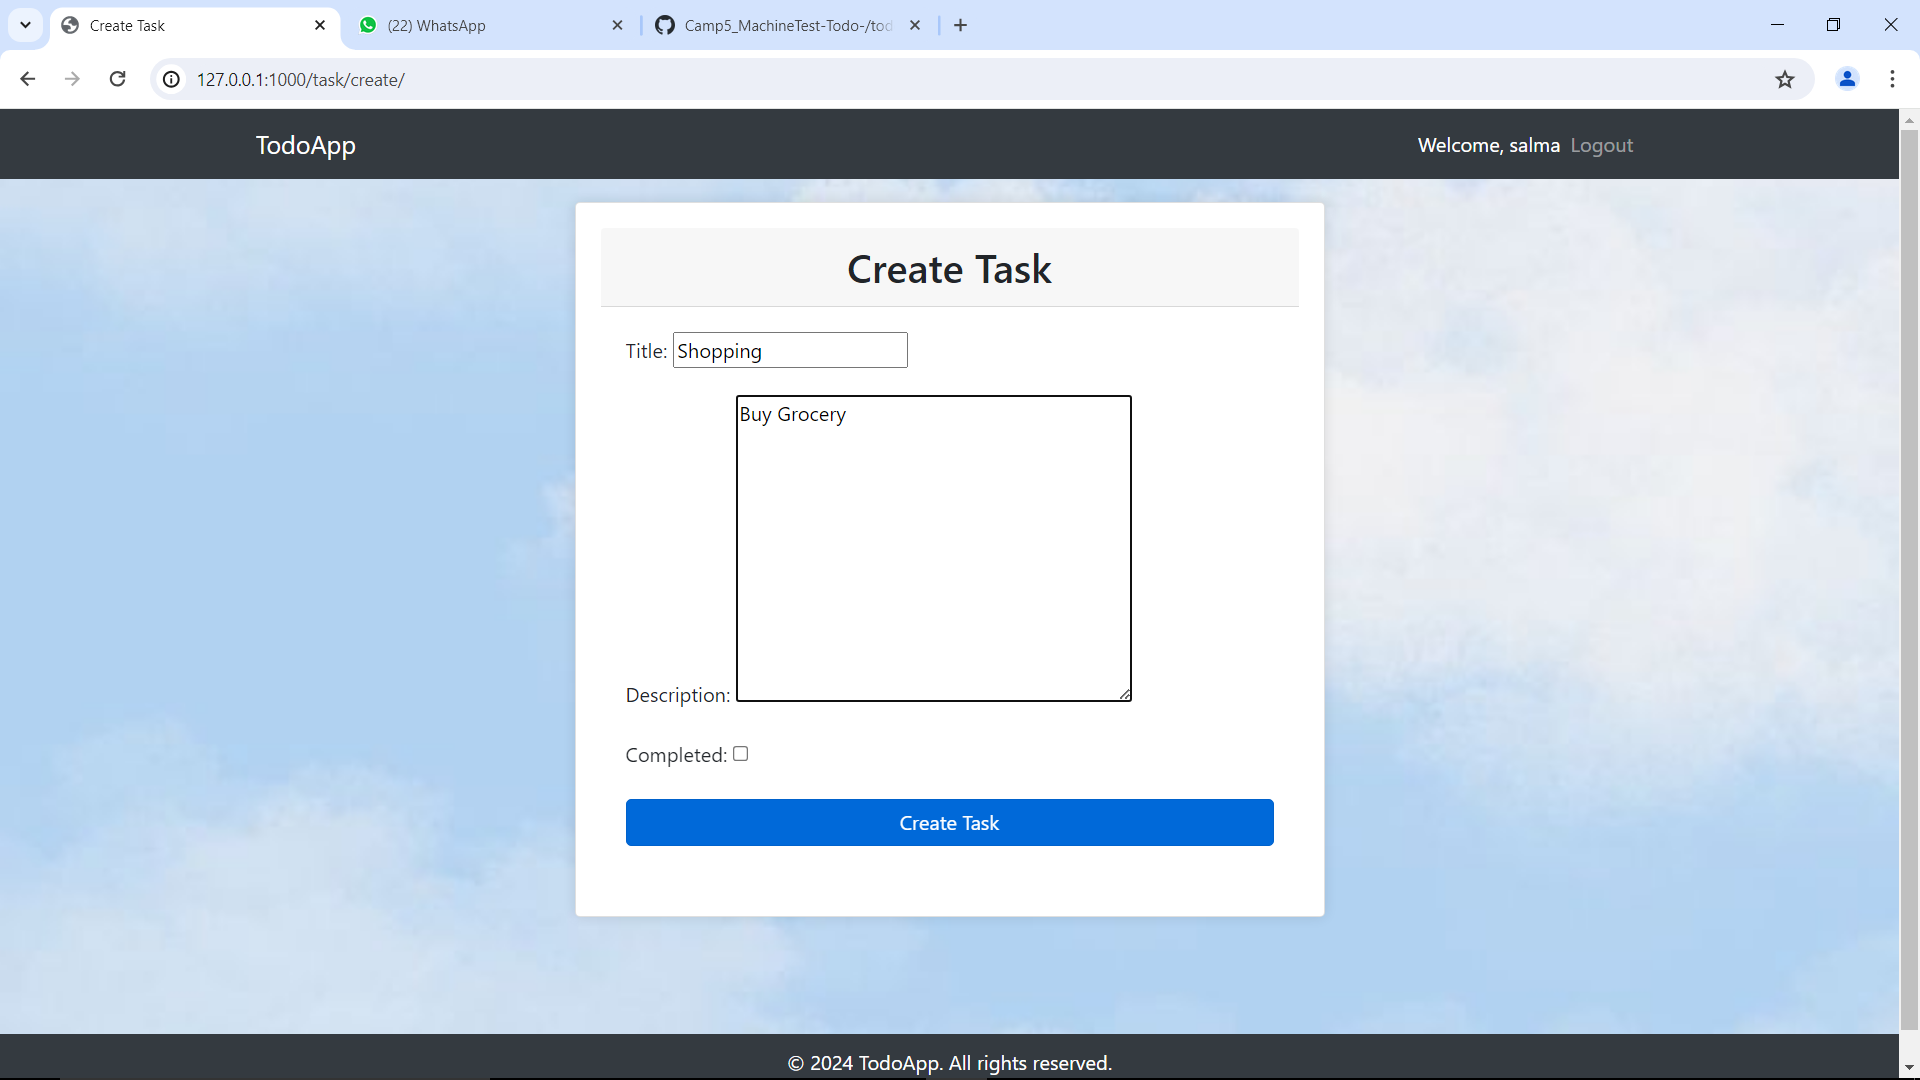 Create Task
(22) WhatsApp
Camp5_MachineTest-Todo-/tod
127.0.0.1:1000/task/create/
TodoApp
Welcome, salma Logout
Create Task
Title: Shopping
Buy Grocery
Description:
Completed:
Create Task
© 2024 TodoApp. All rights reserved.